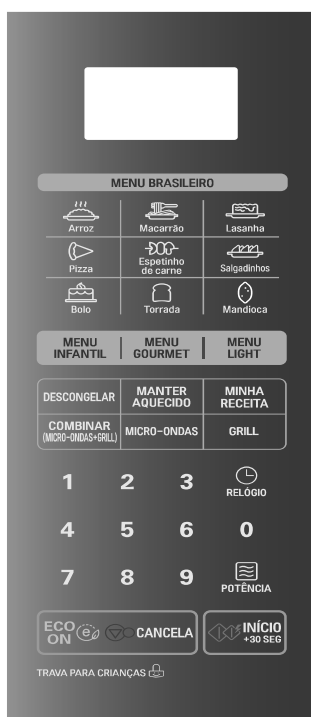 MENU BRASILEIRO
Arroz Macarrão Lasanha
Pizza Espetinho de carne Salgadinhos
Bolo Torrada Mandioca
MENU INFANTIL MENU GOURMET MENU LIGHT
DESCONGELAR MANTER AQUECIDO MINHA RECEITA
COMBINAR (MICRO-ONDAS+GRILL) MICRO-ONDAS GRILL
1 2 3 RELÓGIO
4 5 6 0
7 8 9 POTÊNCIA
ECO ON e CANCELA INÍCIO +30 SEG
TRAVA PARA CRIANÇAS